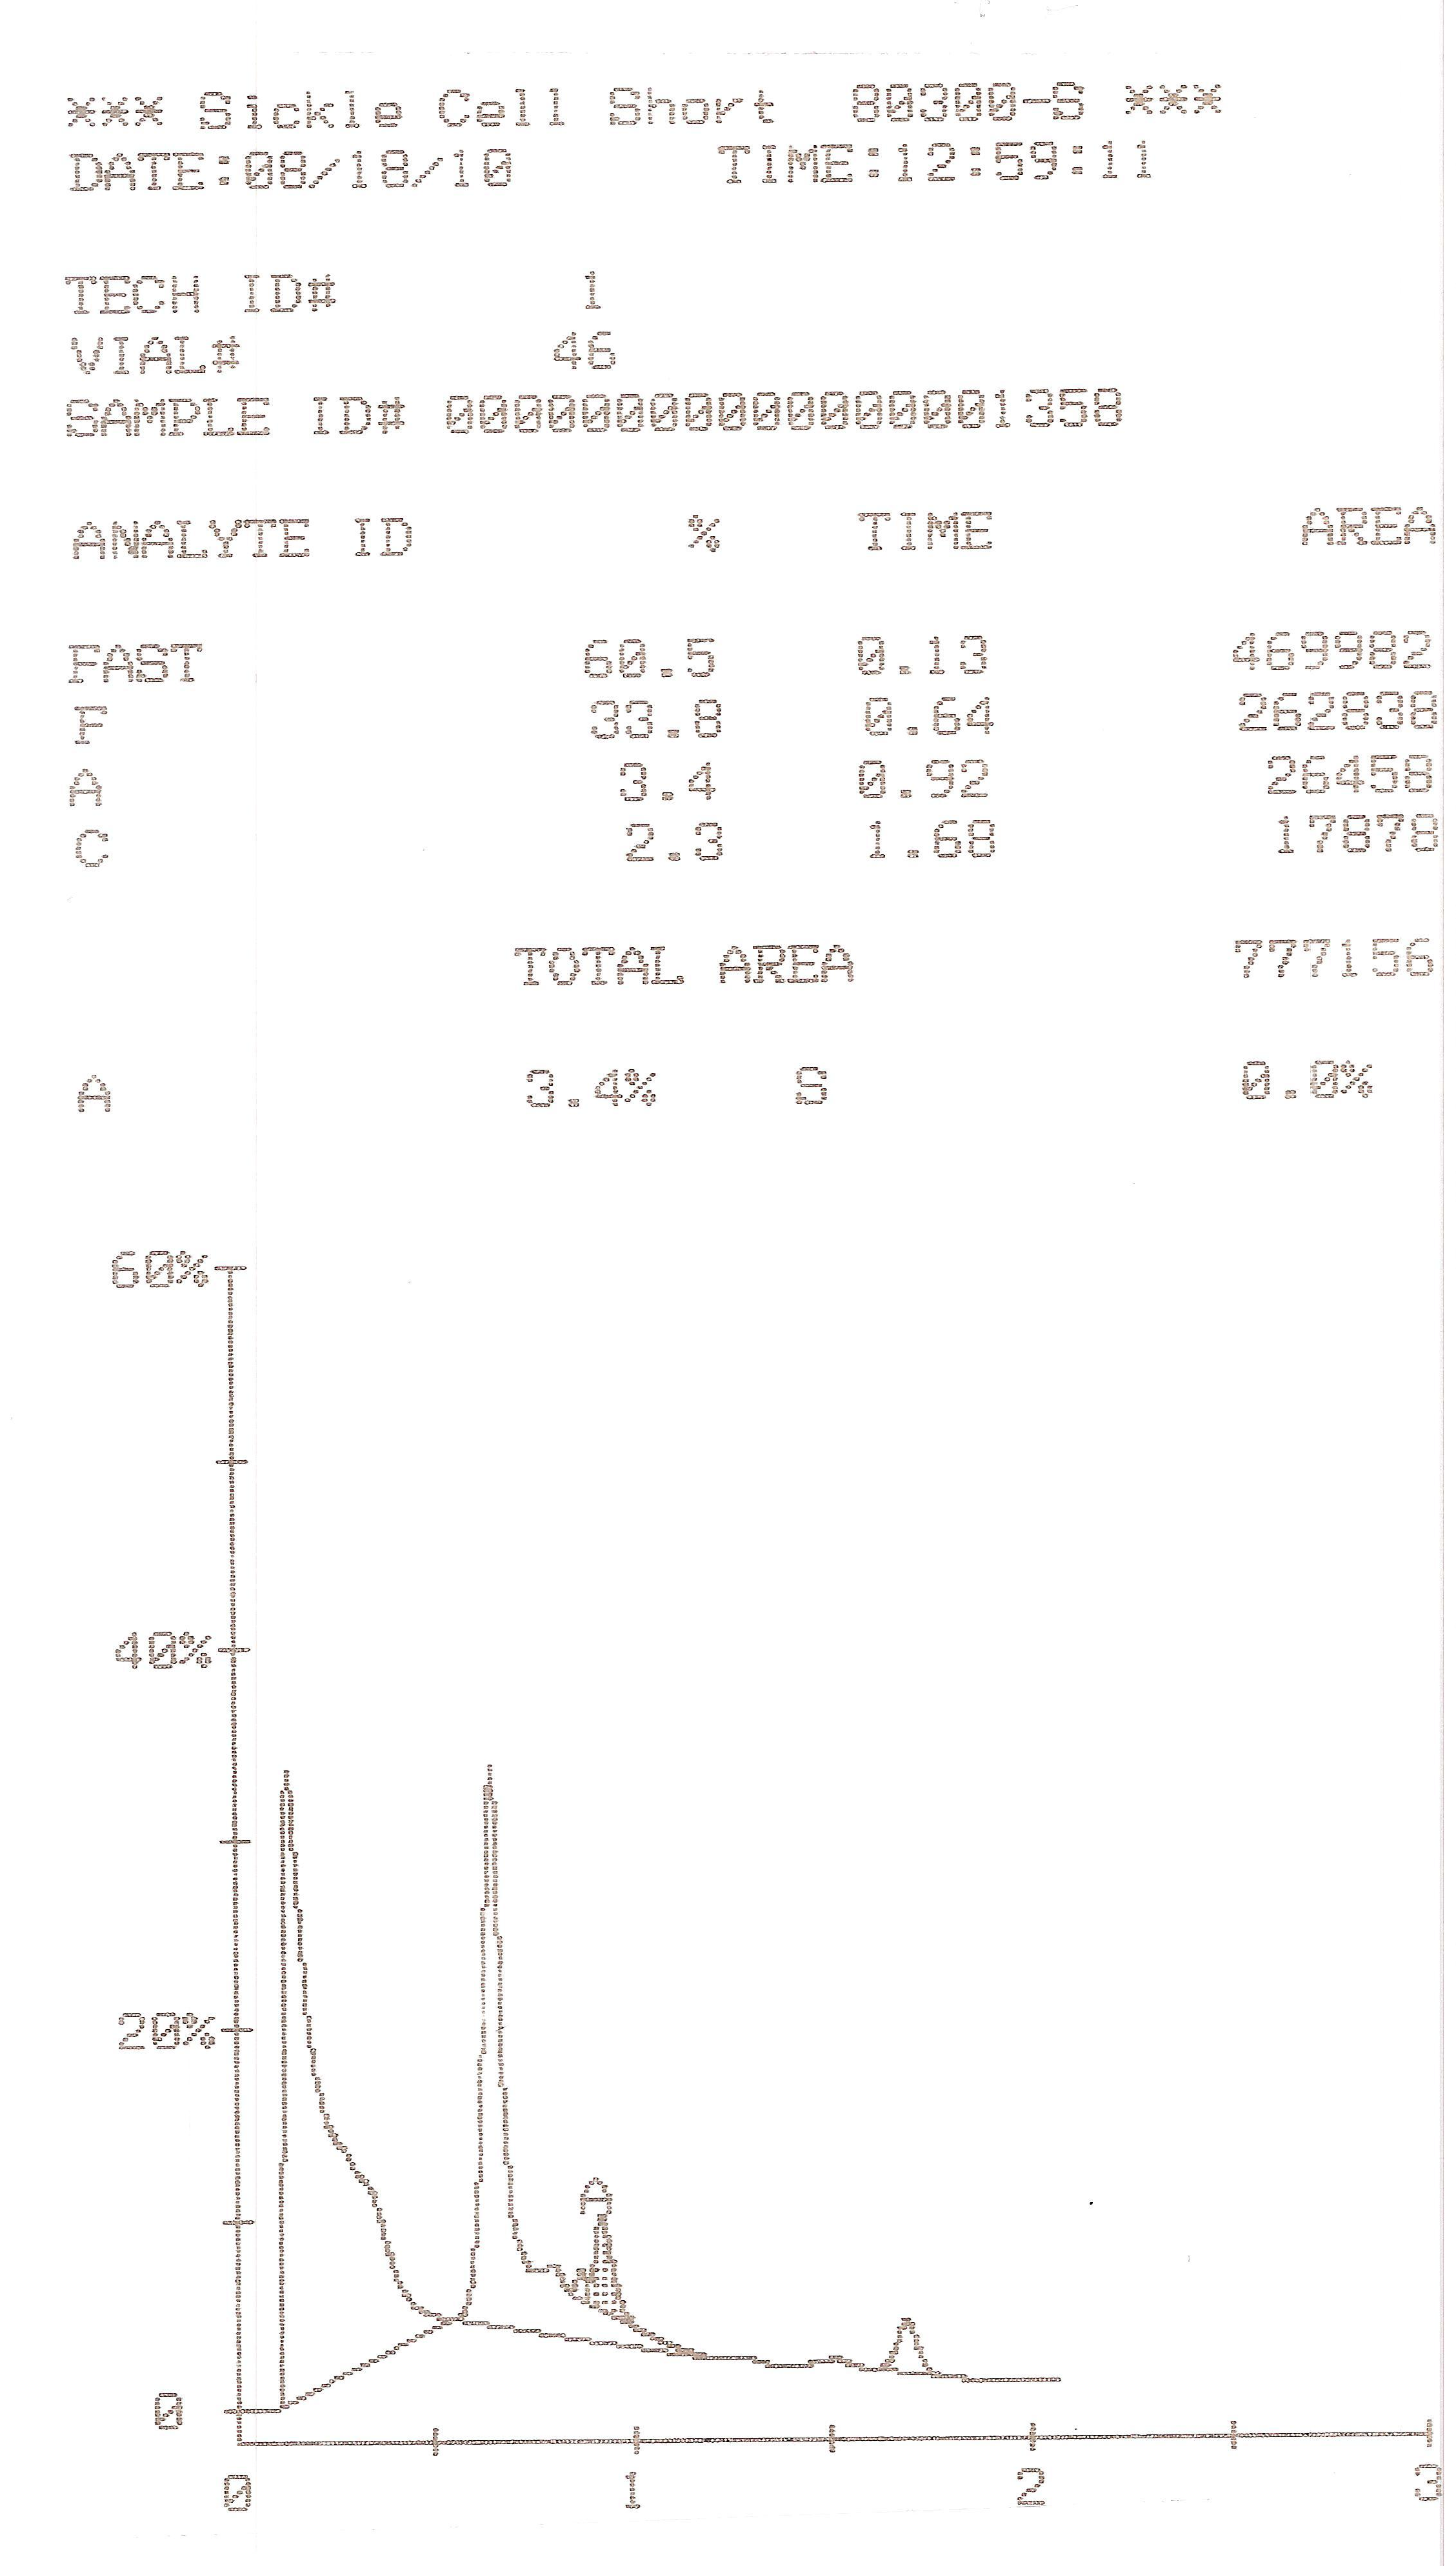 *** Sickle Cell Short 80300-S ***
DATE:08/18/10 TIME:12:59:11
TECH ID# 1
VIAL# 46
SAMPLE ID# 00000000000000001358
ANALYTE ID % TIME AREA
FAST 60.5 0.13 469982
F 33.8 0.64 262838
A 3.4 0.92 26458
C 2.3 1.68 17878
TOTAL AREA 777156
A 3.4% S 0.0%
60%
40%
20%
A
0
0 1 2 3